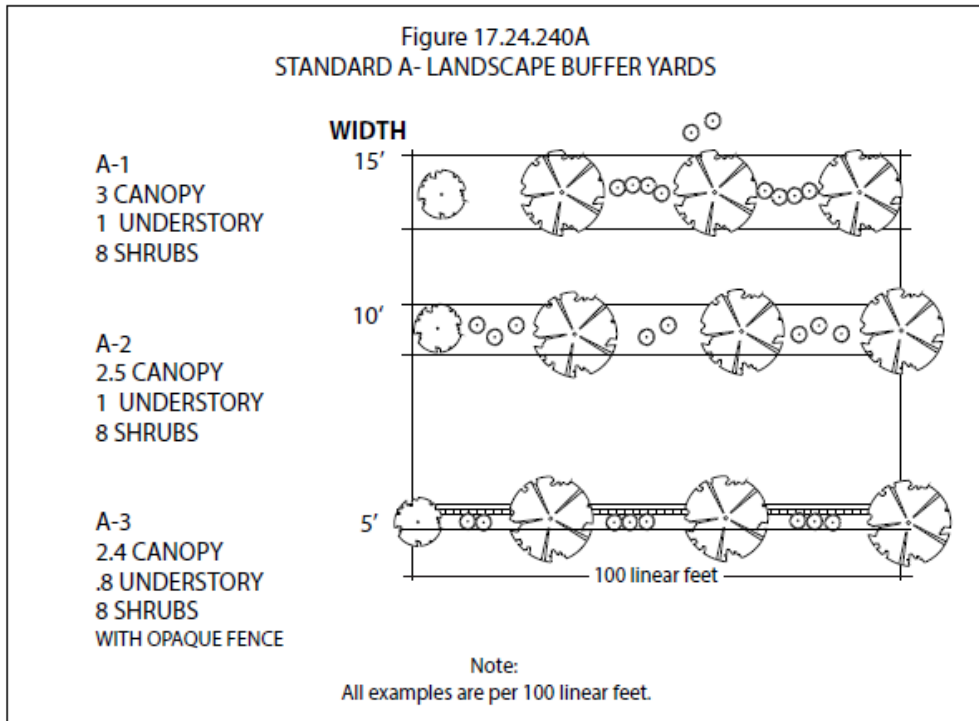 Figure 17.24.240A
STANDARD A- LANDSCAPE BUFFER YARDS
WIDTH
15’
A-1
3 CANOPY
1 UNDERSTORY
8 SHRUBS
10’
A-2
2.5 CANOPY
1 UNDERSTORY
8 SHRUBS
5’
A-3
2.4 CANOPY
.8 UNDERSTORY
8 SHRUBS
WITH OPAQUE FENCE
100 linear feet
Note:
All examples are per 100 linear feet.